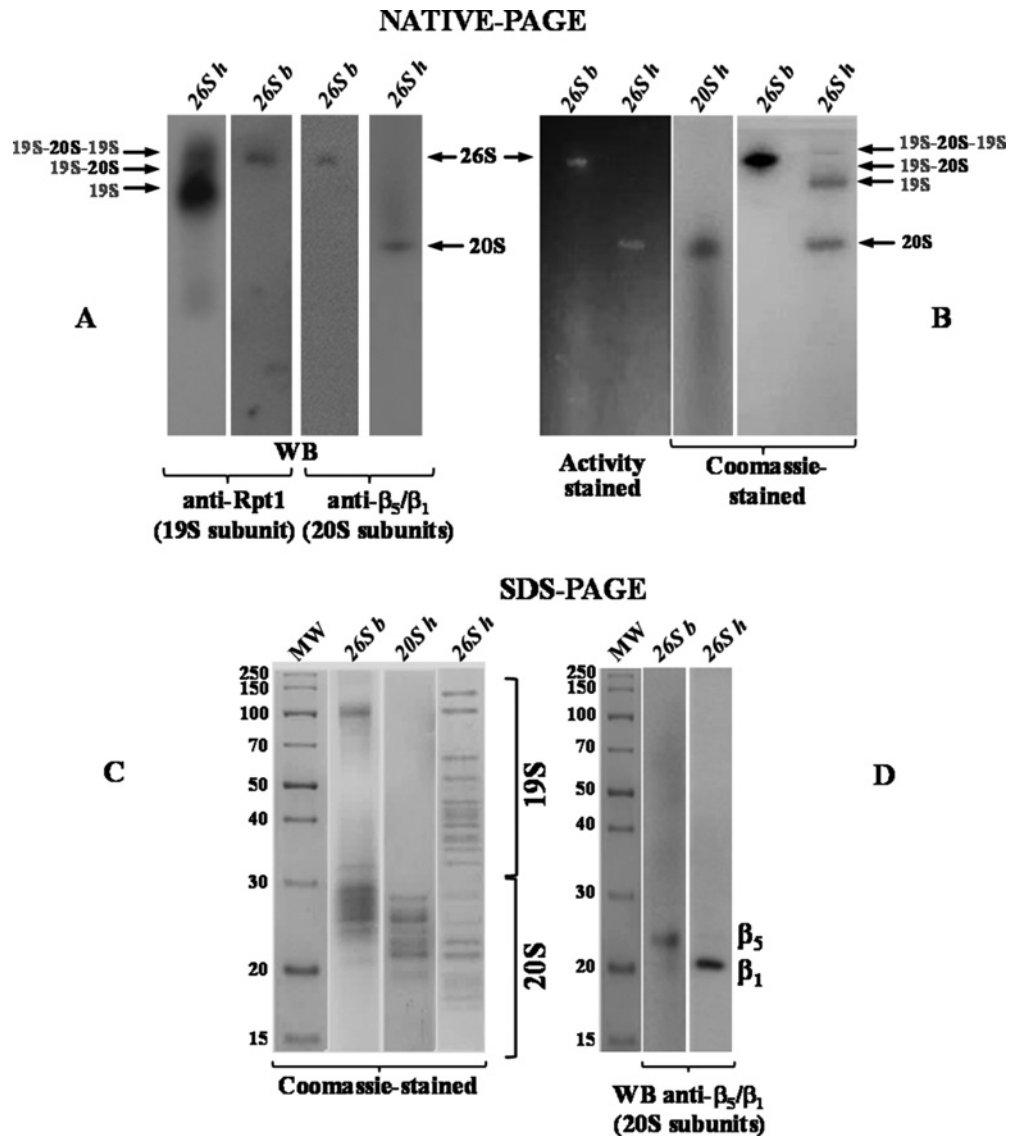 NATIVE-PAGE
26S h
26S b
26S b
26S h
26S b
26S h
20S h
26S b
26S h
19S-20S-19S
19S-20S
19S
26S
20S
19S-20S-19S
19S-20S
19S
20S
A
B
WB
anti-Rpt1
(19S subunit)
anti-β5/β1
(20S subunits)
Activity
stained
Coomassie-
stained
SDS-PAGE
MW
26S b
20S h
26S h
MW
26S b
26S h
250
150
100
70
50
40
30
20
15
19S
20S
C
250
150
100
70
50
40
30
20
15
β5
β1
D
Coomassie-stained
WB anti-β5/β1
(20S subunits)